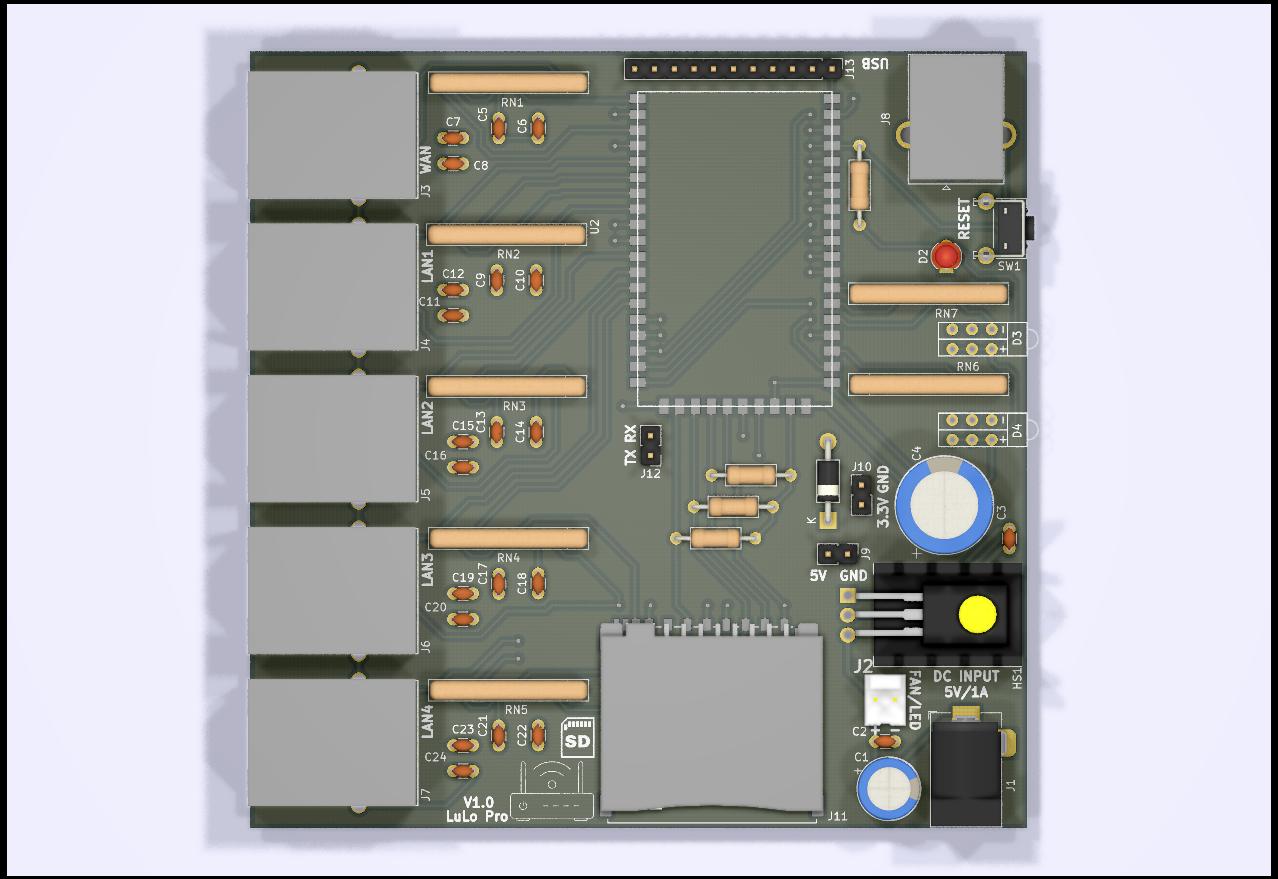 J13
USB
RN1
C5
C6
C7
C8
WAN
J3
J8
RESET
SW1
D2
U2
RN2
LAN1
C12
C9
C10
C11
J4
RN7
D3
-
+
RN6
D4
-
+
RN3
LAN2
C15
C13
C14
C16
J5
TX RX
J12
J10
3.3V GND
C4
+
C3
K
J9
5V GND
RN4
LAN3
C19
C17
C18
C20
J6
J2
FAN/LED
+ -
DC INPUT
5V/1A
HS1
RN5
LAN4
C23
C21
C22
C24
J7
SD
C2
C1
+
J1
V1.0
LuLo Pro
J11